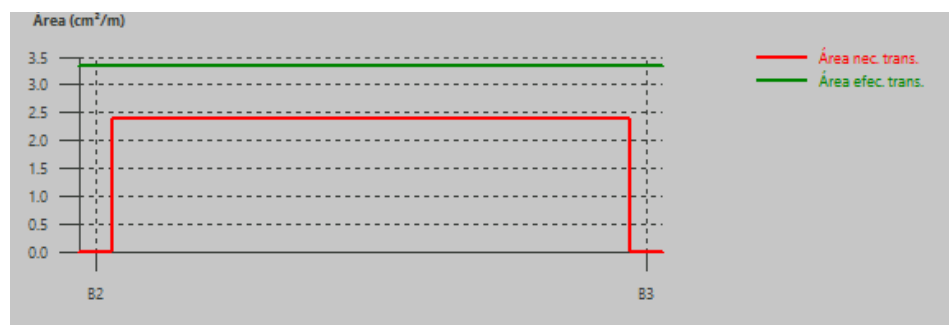 Área (cm²/m)
3.5
3.0
2.5
2.0
1.5
1.0
0.5
0.0
B2
B3
Área nec. trans.
Área efec. trans.